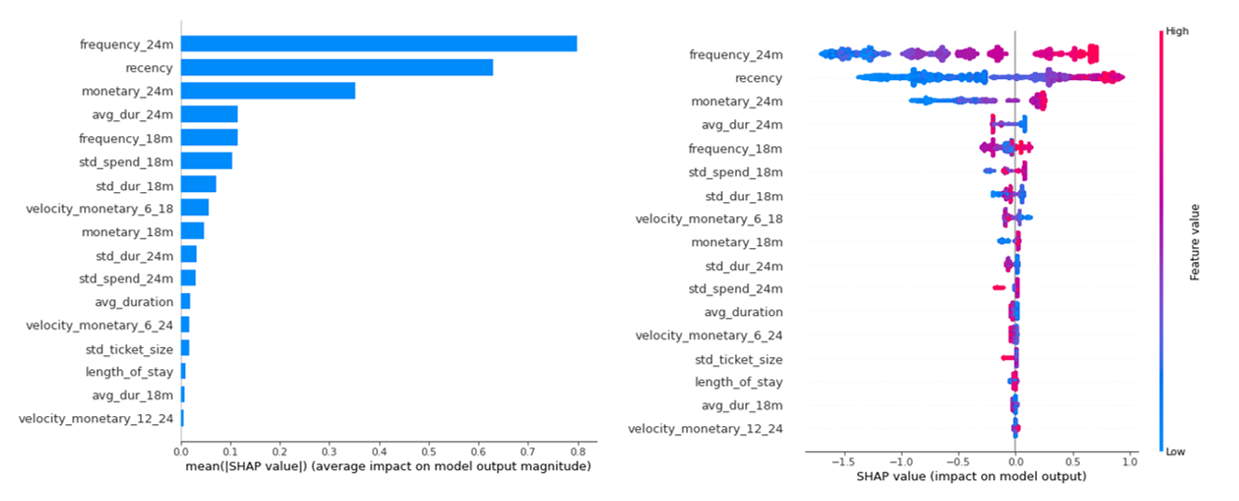 frequency_24m
recency
monetary_24m
avg_dur_24m
frequency_18m
std_spend_18m
std_dur_18m
velocity_monetary_6_18
monetary_18m
std_dur_24m
std_spend_24m
avg_duration
velocity_monetary_6_24
std_ticket_size
length_of_stay
avg_dur_18m
velocity_monetary_12_24
0.0 0.1 0.2 0.3 0.4 0.5 0.6 0.7 0.8
mean(|SHAP value|) (average impact on model output magnitude)
frequency_24m
recency
monetary_24m
avg_dur_24m
frequency_18m
std_spend_18m
std_dur_18m
velocity_monetary_6_18
monetary_18m
std_dur_24m
std_spend_24m
avg_duration
velocity_monetary_6_24
std_ticket_size
length_of_stay
avg_dur_18m
velocity_monetary_12_24
−1.5 −1.0 −0.5 0.0 0.5 1.0
SHAP value (impact on model output)
High
Feature value
Low